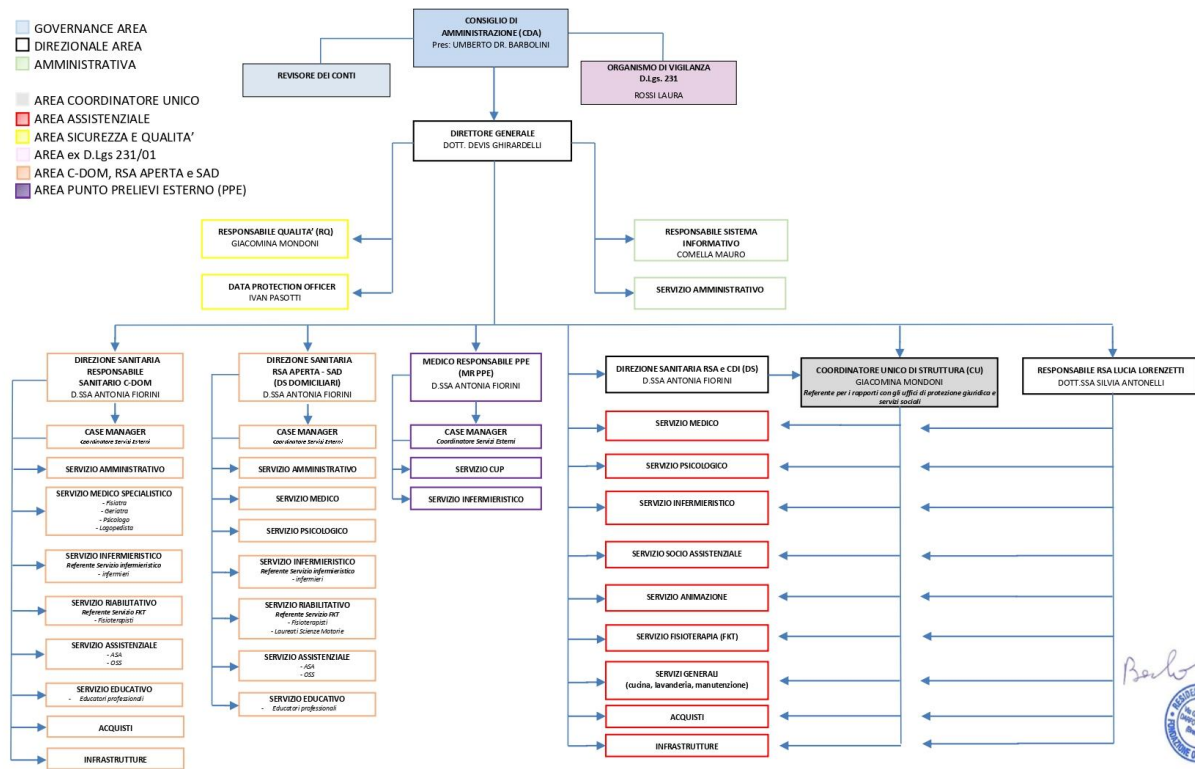 GOVERNANCE AREA
DIREZIONALE AREA
AMMINISTRATIVA
AREA COORDINATORE UNICO
AREA ASSISTENZIALE
AREA SICUREZZA E QUALITA'
AREA ex D.Lgs 231/01
AREA C-DOM, RSA APERTA e SAD
AREA PUNTO PRELIEVI ESTERNO (PPE)
CONSIGLIO DI
AMMINISTRAZIONE (CDA)
Pres: UMBERTO DR. BARBOLINI
REVISORE DEI CONTI
ORGANISMO DI VIGILANZA
D.Lgs. 231
ROSSI LAURA
DIRETTORE GENERALE
DOTT. DEVIS GHIRARDELLI
RESPONSABILE QUALITA' (RQ)
GIACOMINA MONDONI
DATA PROTECTION OFFICER
IVAN PASOTTI
RESPONSABILE SISTEMA
INFORMATIVO
COMELLA MAURO
SERVIZIO AMMINISTRATIVO
DIREZIONE SANITARIA
RESPONSABILE
SANITARIO C-DOM
D.SSA ANTONIA FIORINI
CASE MANAGER
Coordinatore Servizi Esterni
SERVIZIO AMMINISTRATIVO
SERVIZIO MEDICO SPECIALISTICO
- Fisiatra
- Geriatra
- Psicologo
- Logopedista
SERVIZIO INFERMIERISTICO
Referente Servizio infermieristico
- infermieri
SERVIZIO RIABILITATIVO
Referente Servizio FKT
- Fisioterapisti
SERVIZIO ASSISTENZIALE
- ASA
- OSS
SERVIZIO EDUCATIVO
- Educatori professionali
ACQUISTI
INFRASTRUTTURE
DIREZIONE SANITARIA
RSA APERTA - SAD
(DS DOMICILIARI)
D.SSA ANTONIA FIORINI
CASE MANAGER
Coordinatore Servizi Esterni
SERVIZIO AMMINISTRATIVO
SERVIZIO MEDICO
SERVIZIO PSICOLOGICO
SERVIZIO INFERMIERISTICO
Referente Servizio infermieristico
- infermieri
SERVIZIO RIABILITATIVO
Referente Servizio FKT
- Fisioterapisti
- Laureati Scienze Motorie
SERVIZIO ASSISTENZIALE
- ASA
- OSS
SERVIZIO EDUCATIVO
- Educatori professionali
MEDICO RESPONSABILE PPE
(MR PPE)
D.SSA ANTONIA FIORINI
CASE MANAGER
Coordinatore Servizi Esterni
SERVIZIO CUP
SERVIZIO INFERMIERISTICO
DIREZIONE SANITARIA RSA e CDI (DS)
D.SSA ANTONIA FIORINI
SERVIZIO MEDICO
SERVIZIO PSICOLOGICO
SERVIZIO INFERMIERISTICO
SERVIZIO SOCIO ASSISTENZIALE
SERVIZIO ANIMAZIONE
SERVIZIO FISIOTERAPIA (FKT)
SERVIZI GENERALI
(cucina, lavanderia, manutenzione)
ACQUISTI
INFRASTRUTTURE
COORDINATORE UNICO DI STRUTTURA (CU)
GIACOMINA MONDONI
Referente per i rapporti con gli uffici di protezione giuridica e
servizi sociali
RESPONSABILE RSA LUCIA LORENZETTI
DOTT.SSA SILVIA ANTONELLI